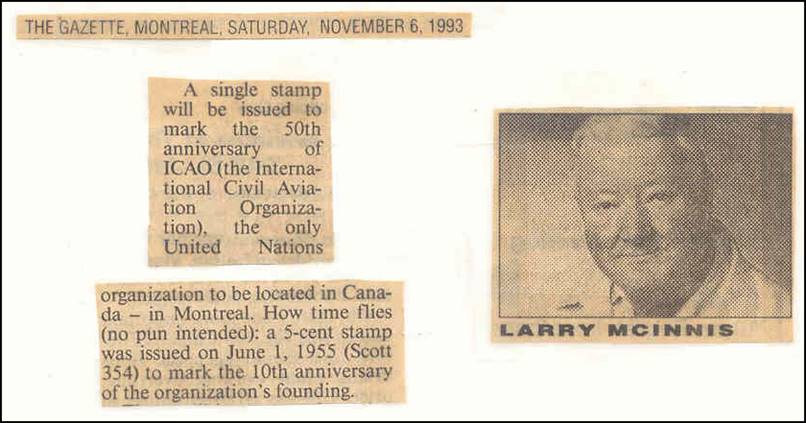 THE GAZETTE, MONTREAL, SATURDAY, NOVEMBER 6, 1993
A single stamp
will be issued to
mark the 50th
anniversary of
ICAO (the Interna-
tional Civil Avia-
tion Organiza-
tion), the only
United Nations
organization to be located in Cana-
da – in Montreal. How time flies
(no pun intended): a 5-cent stamp
was issued on June 1, 1955 (Scott
354) to mark the 10th anniversary
of the organization's founding.
LARRY MCINNIS